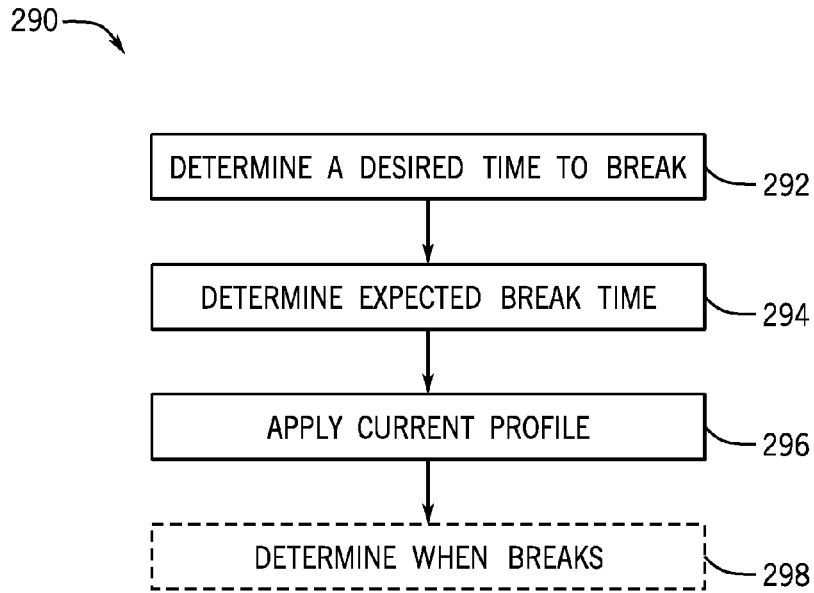 290
DETERMINE A DESIRED TIME TO BREAK
292
DETERMINE EXPECTED BREAK TIME
294
APPLY CURRENT PROFILE
296
DETERMINE WHEN BREAKS
298